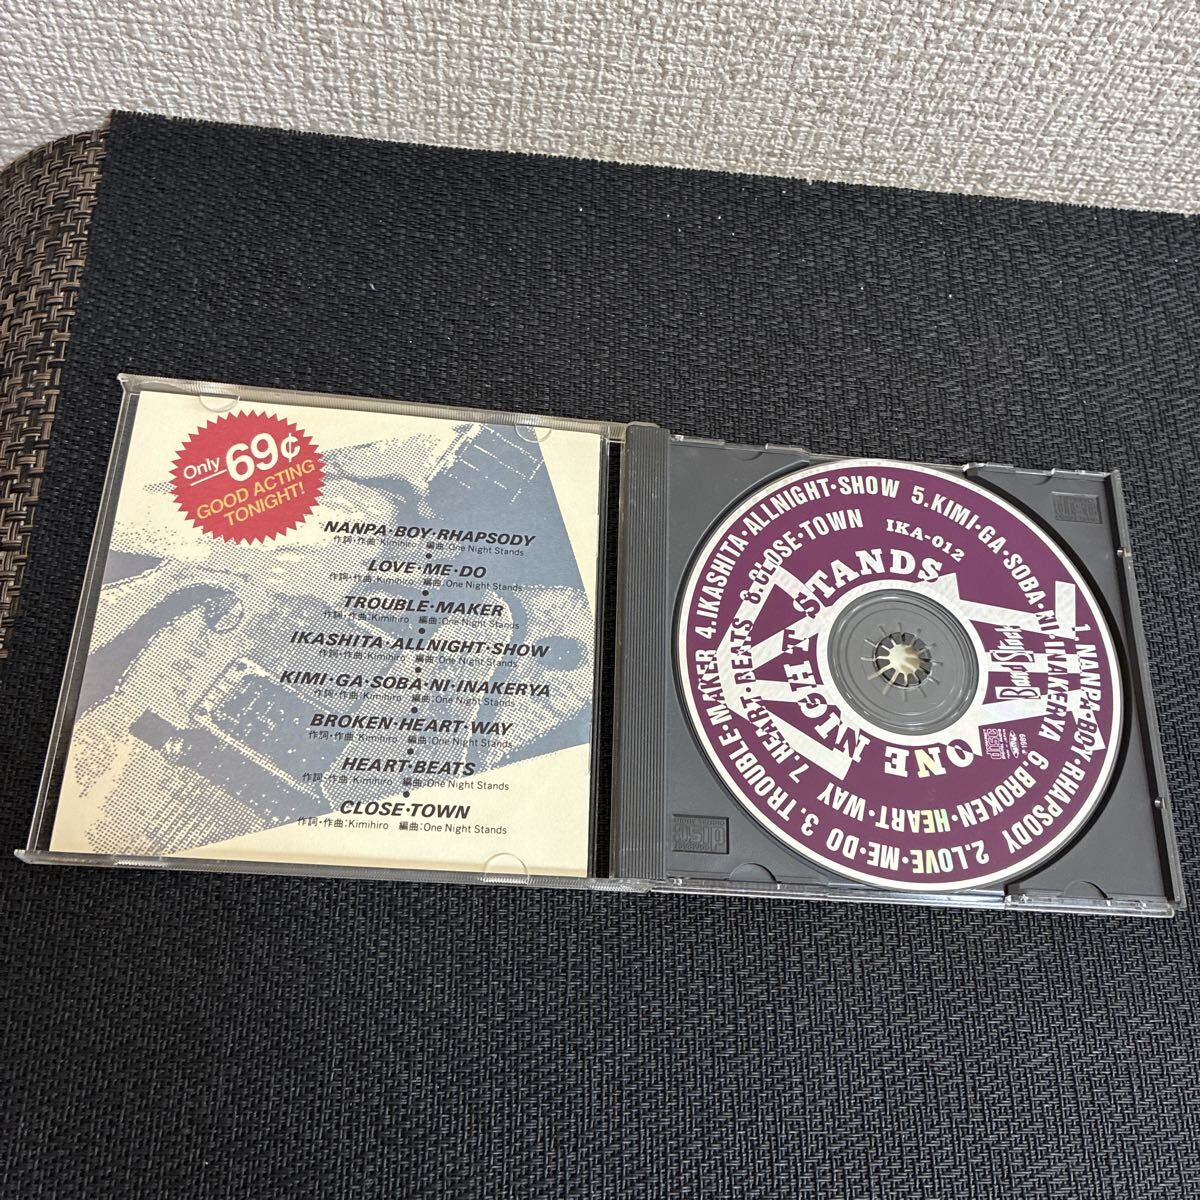 Only 69¢
GOOD ACTING
TONIGHT!
NANPA·BOY·RHAPSODY
作詞・作曲:Kimihiro 編曲:One Night Stands
LOVE·ME·DO
作詞・作曲:Kimihiro 編曲:One Night Stands
TROUBLE·MAKER
作詞・作曲:Kimihiro 編曲:One Night Stands
IKASHITA·ALLNIGHT·SHOW
作詞・作曲:Kimihiro 編曲:One Night Stands
KIMI·GA·SOBA·NI·INAKERYA
作詞・作曲:Kimihiro 編曲:One Night Stands
BROKEN·HEART·WAY
作詞・作曲:Kimihiro 編曲:One Night Stands
HEART·BEATS
作詞・作曲:Kimihiro 編曲:One Night Stands
CLOSE·TOWN
作詞・作曲:Kimihiro 編曲:One Night Stands
1.NANPA·BOY·RHAPSODY 2.LOVE·ME·DO 3.TROUBLE·MAKER 4.IKASHITA·ALLNIGHT·SHOW 5.KIMI·GA·SOBA·NI·INAKERYA 6.BROKEN·HEART·WAY 7.HEART·BEATS 8.CLOSE·TOWN
IKA-012
ONE NIGHT STANDS
Band Stock
disc
P 1989
disc